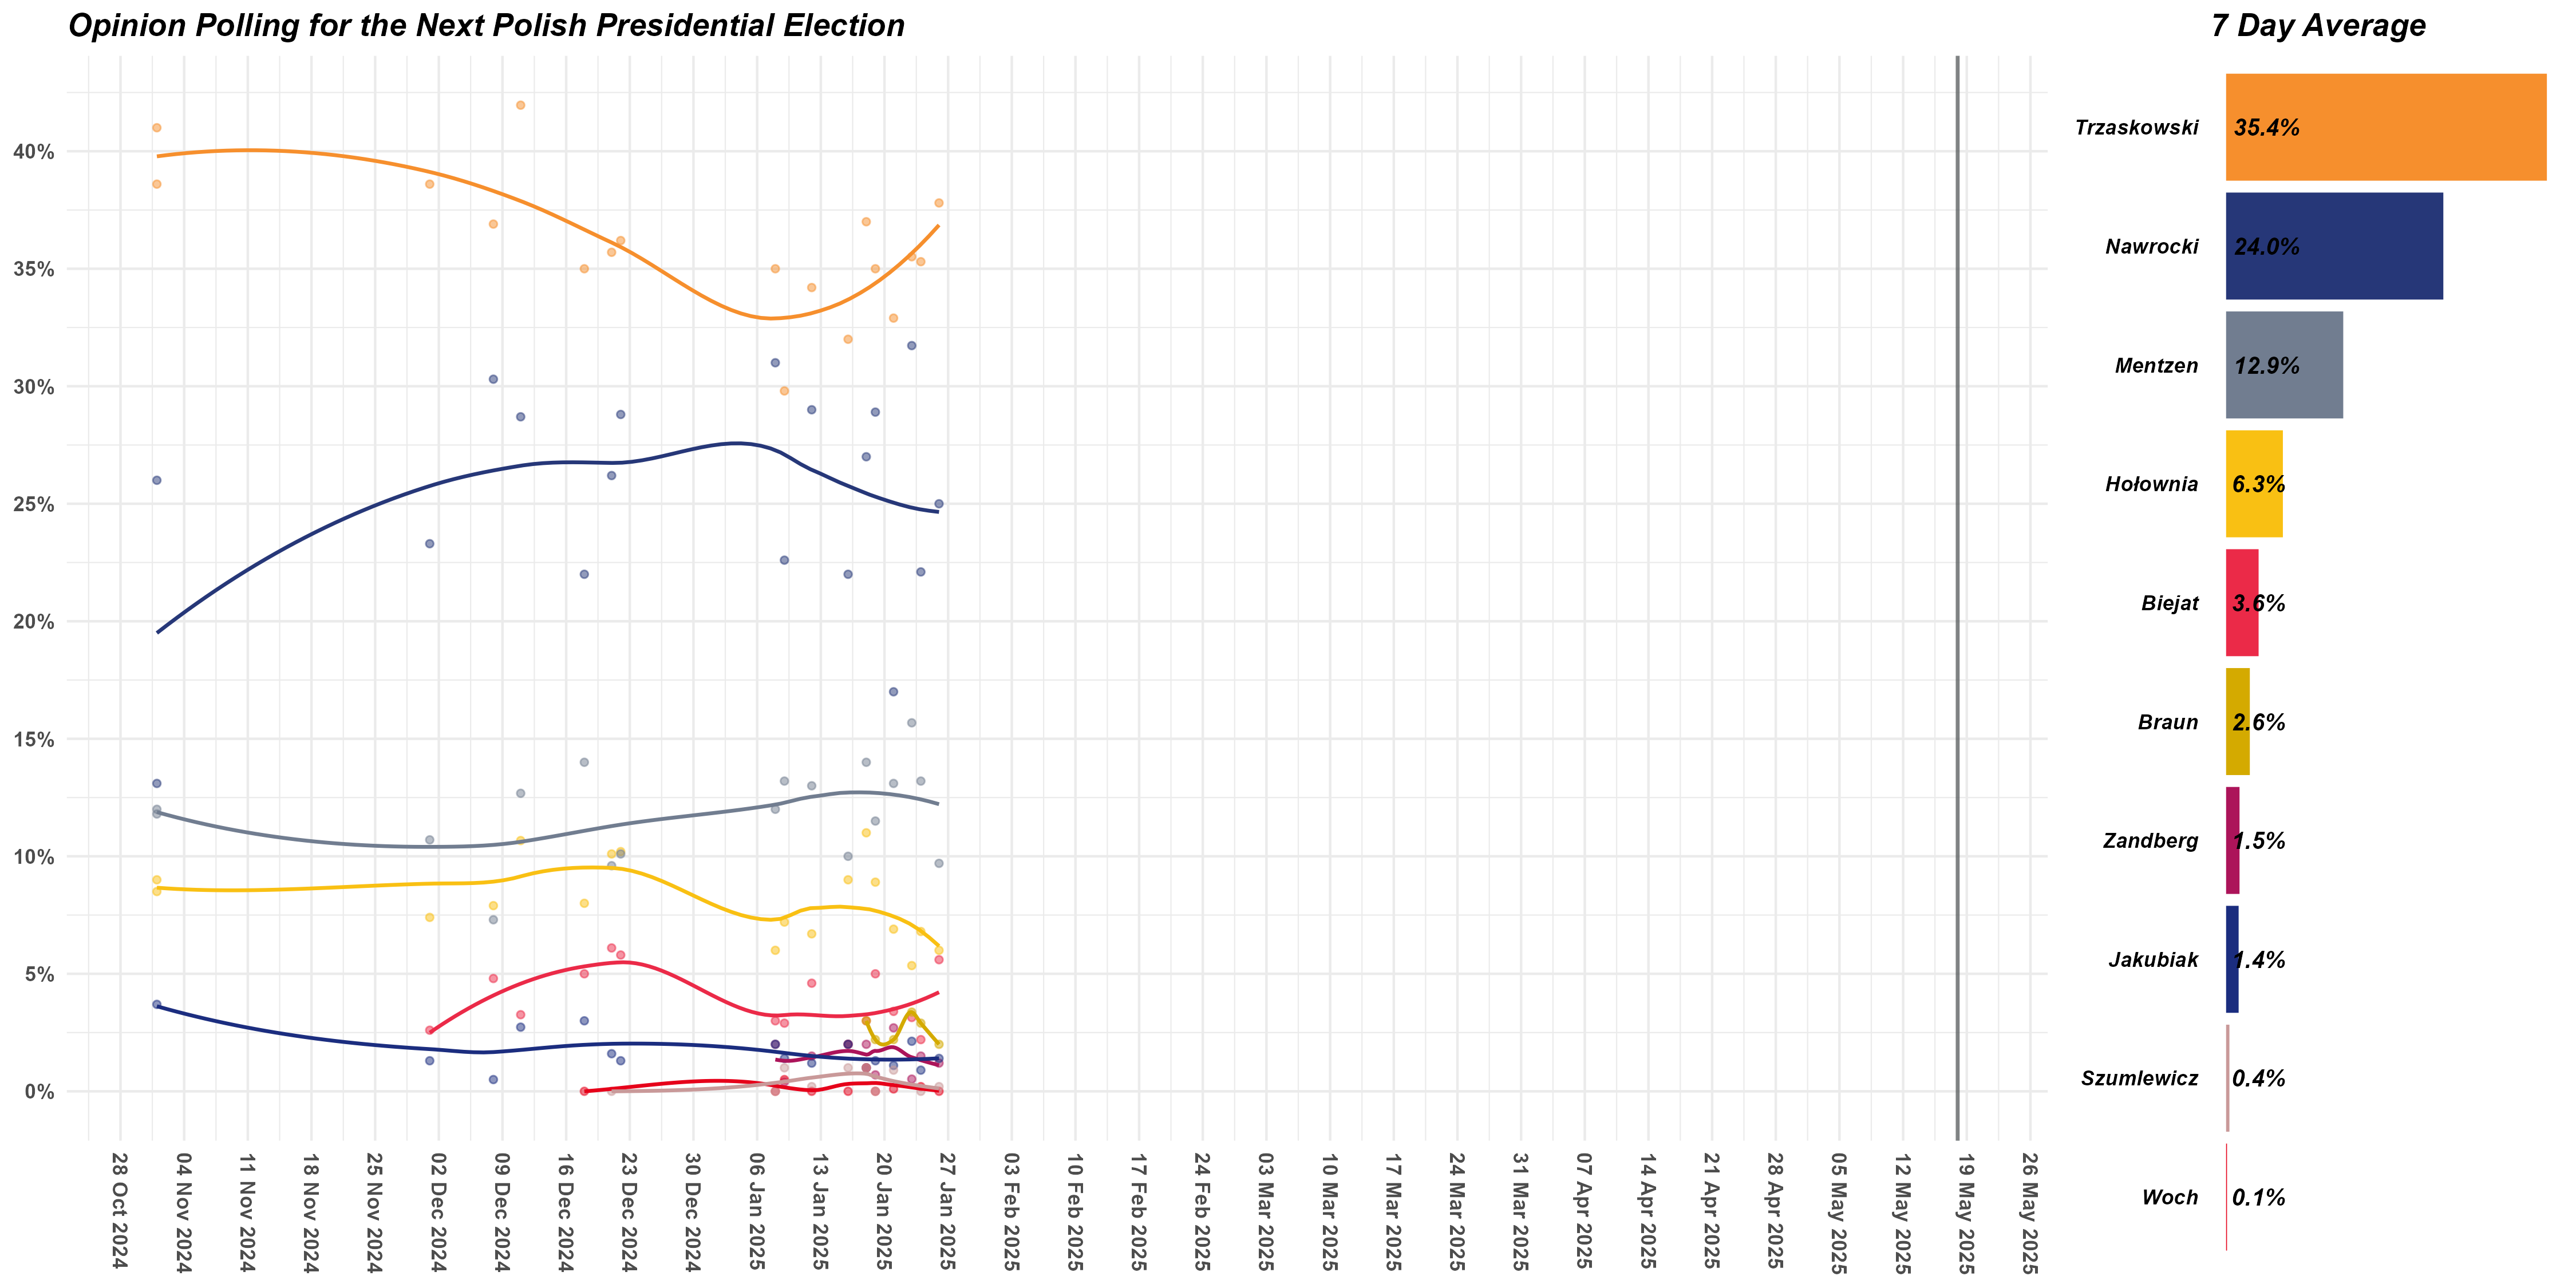 Opinion Polling for the Next Polish Presidential Election
40%
35%
30%
25%
20%
15%
10%
5%
0%
28 Oct 2024
04 Nov 2024
11 Nov 2024
18 Nov 2024
25 Nov 2024
02 Dec 2024
09 Dec 2024
16 Dec 2024
23 Dec 2024
30 Dec 2024
06 Jan 2025
13 Jan 2025
20 Jan 2025
27 Jan 2025
03 Feb 2025
10 Feb 2025
17 Feb 2025
24 Feb 2025
03 Mar 2025
10 Mar 2025
17 Mar 2025
24 Mar 2025
31 Mar 2025
07 Apr 2025
14 Apr 2025
21 Apr 2025
28 Apr 2025
05 May 2025
12 May 2025
19 May 2025
26 May 2025
7 Day Average
Trzaskowski 35.4%
Nawrocki 24.0%
Mentzen 12.9%
Hołownia 6.3%
Biejat 3.6%
Braun 2.6%
Zandberg 1.5%
Jakubiak 1.4%
Szumlewicz 0.4%
Woch 0.1%